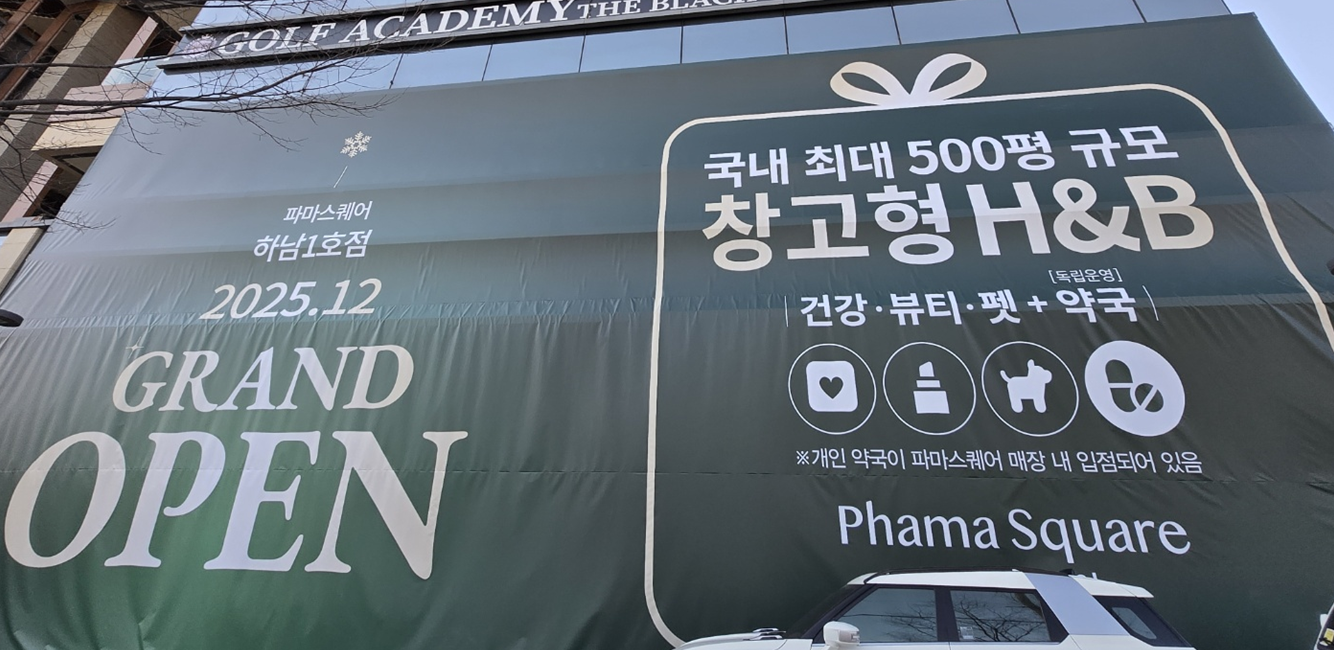 GOLF ACADEMY THE BLACK
파마스퀘어
하남1호점
2025.12
GRAND
OPEN
국내 최대 500평 규모
창고형 H&B
[독립운영]
건강·뷰티·펫 + 약국
※개인 약국이 파마스퀘어 매장 내 입점되어 있음
Phama Square